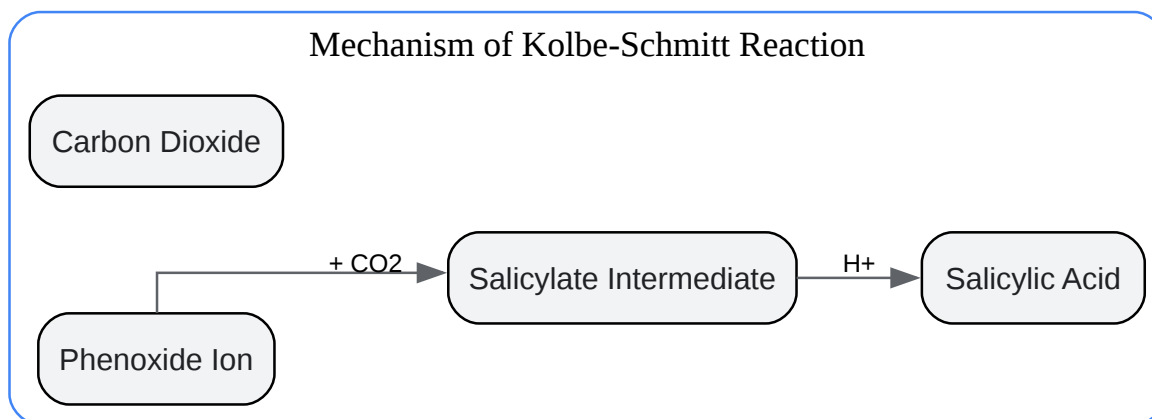 Mechanism of Kolbe-Schmitt Reaction
Carbon Dioxide
+ CO2
Salicylate Intermediate
H+
Salicylic Acid
Phenoxide Ion